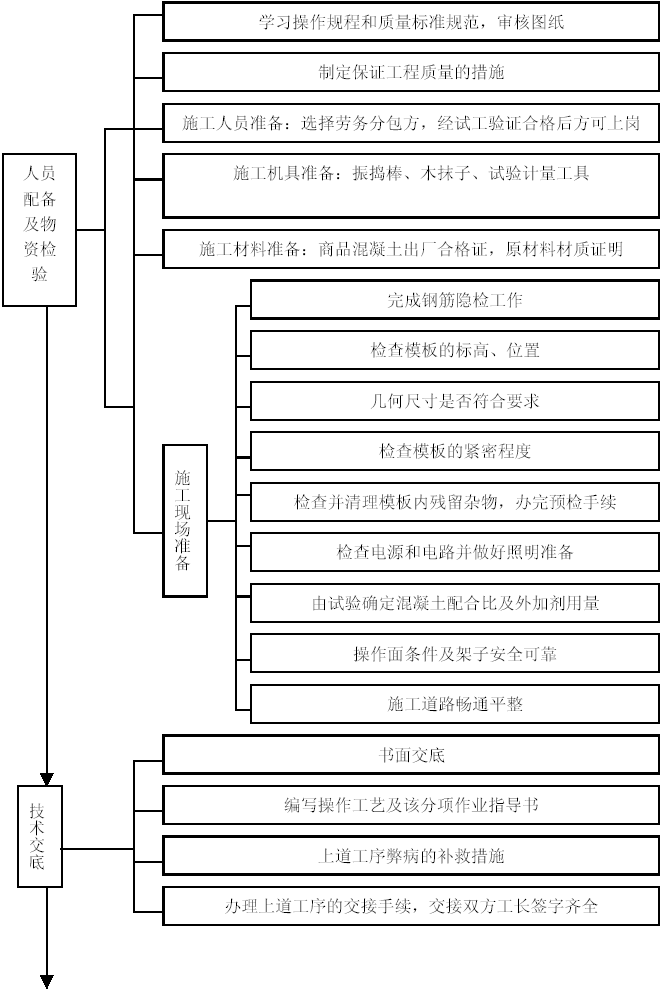 学习操作规程和质量标准规范，审核图纸
制定保证工程质量的措施
施工人员准备：选择劳务分包方，经试工验证合格后方可上岗
人员
配备
及物
资检
验
施工机具准备：振捣棒、木抹子、试验计量工具
施工材料准备：商品混凝土出厂合格证，原材料材质证明
施工现场准备
完成钢筋隐检工作
检查模板的标高、位置
几何尺寸是否符合要求
检查模板的紧密程度
检查并清理模板内残留杂物，办完预检手续
检查电源和电路并做好照明准备
由试验确定混凝土配合比及外加剂用量
操作面条件及架子安全可靠
施工道路畅通平整
技术交底
书面交底
编写操作工艺及该分项作业指导书
上道工序弊病的补救措施
办理上道工序的交接手续，交接双方工长签字齐全